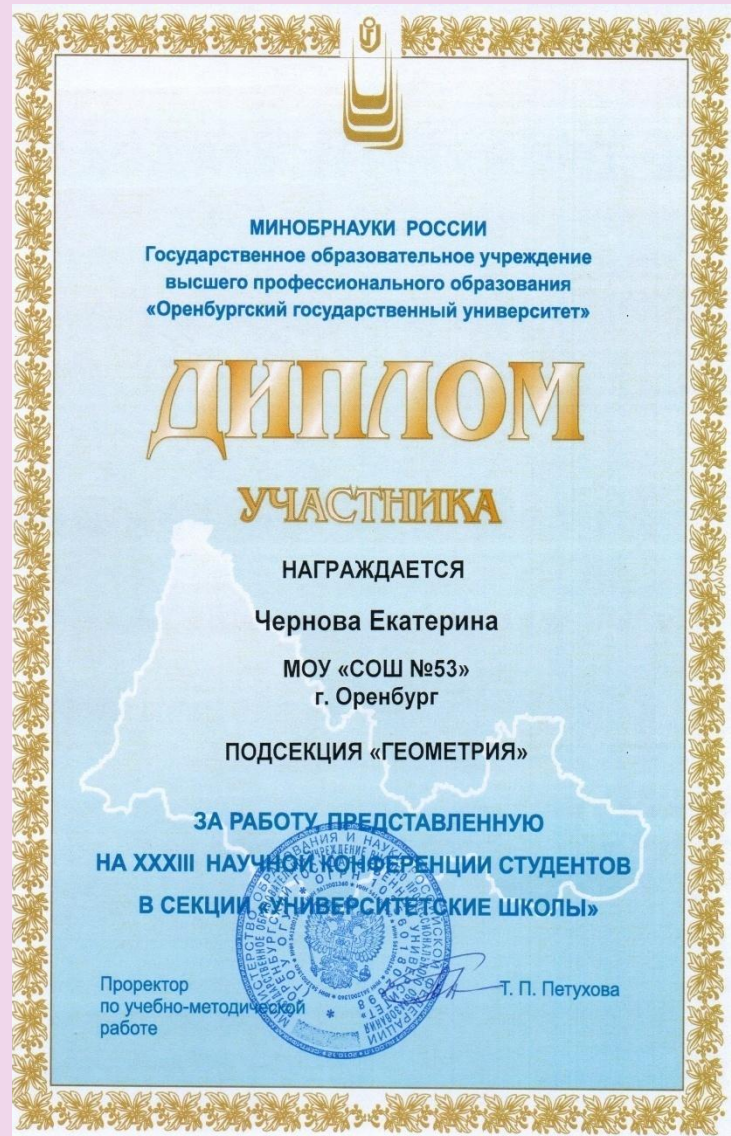 МИНОБРНАУКИ РОССИИ
Государственное образовательное учреждение
высшего профессионального образования
«Оренбургский государственный университет»
ДИПЛОМ
УЧАСТНИКА
НАГРАЖДАЕТСЯ
Чернова Екатерина
МОУ «СОШ №53»
г. Оренбург
ПОДСЕКЦИЯ «ГЕОМЕТРИЯ»
ЗА РАБОТУ, ПРЕДСТАВЛЕННУЮ
НА XXXIII НАУЧНОЙ КОНФЕРЕНЦИИ СТУДЕНТОВ
В СЕКЦИИ «УНИВЕРСИТЕТСКИЕ ШКОЛЫ»
Проректор
по учебно-методической
работе
Т. П. Петухова